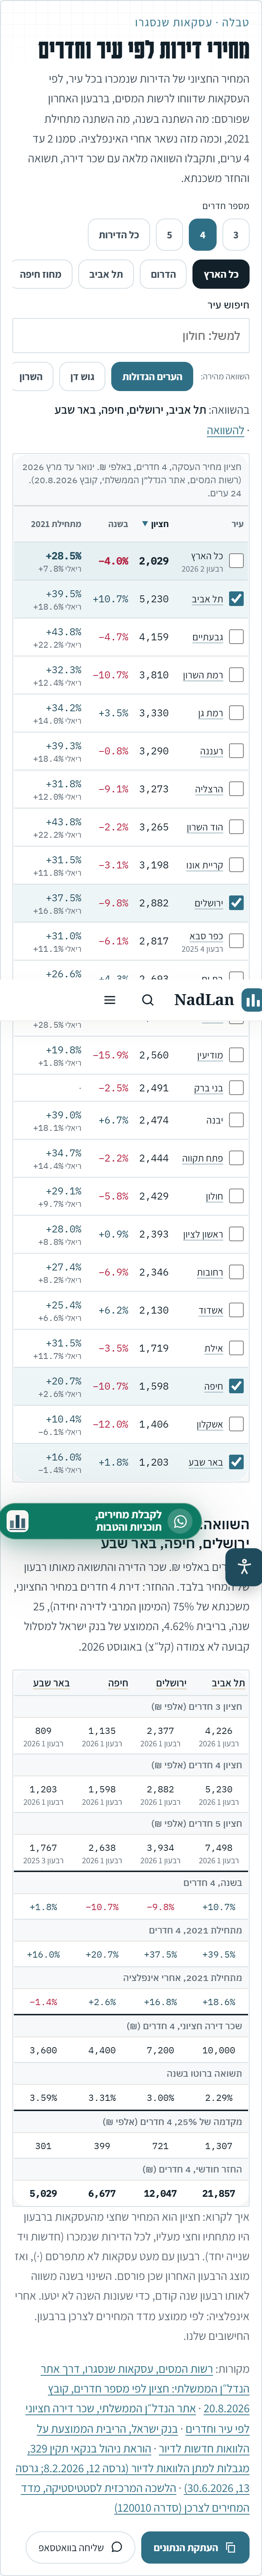 טבלה · עסקאות שנסגרו
מחירי דירות לפי עיר וחדרים
המחיר החציוני של הדירות שנמכרו בכל עיר, לפי
העסקאות שדווחו לרשות המסים, ברבעון האחרון
שפורסם: מה השתנה בשנה, מה השתנה מתחילת
2021, וכמה מזה נשאר אחרי האינפלציה. סמנו 2 עד
4 ערים, ותקבלו השוואה מלאה עם שכר דירה, תשואה
והחזר משכנתא.
מספר חדרים
3 4 5 כל הדירות
כל הארץ הדרום תל אביב מחוז חיפה
חיפוש עיר
למשל: חולון
השוואה מהירה: הערים הגדולות גוש דן השרון
בהשוואה: תל אביב, ירושלים, חיפה, באר שבע
· להשוואה
חציון מחיר העסקה, 4 חדרים, באלפי ₪. ינואר עד מרץ 2026
(רשות המסים, אתר הנדל"ן הממשלתי, קובץ 20.8.2026).
24 ערים.
עיר חציון ▼ בשנה מתחילת 2021
כל הארץ 2,029 −4.0% +28.5%
רבעון 2 2026 ריאלי +7.8%
תל אביב 5,230 +10.7% +39.5%
ריאלי +18.6%
גבעתיים 4,159 −4.7% +43.8%
ריאלי +22.2%
רמת השרון 3,810 −10.7% +32.3%
ריאלי +12.4%
רמת גן 3,330 +3.5% +34.2%
ריאלי +14.0%
רעננה 3,290 −0.8% +39.3%
ריאלי +18.4%
הרצליה 3,273 −9.1% +31.8%
ריאלי +12.0%
הוד השרון 3,265 −2.2% +43.8%
ריאלי +22.2%
קריית אונו 3,198 −3.1% +31.5%
ריאלי +11.8%
ירושלים 2,882 −9.8% +37.5%
ריאלי +16.8%
כפר סבא 2,817 −6.1% +31.0%
רבעון 4 2025 ריאלי +11.1%
+26.6%
NadLan
ריאלי +28.5%
מודיעין 2,560 −15.9% +19.8%
ריאלי +1.8%
בני ברק 2,491 −2.5% ·
יבנה 2,474 +6.7% +39.0%
ריאלי +18.1%
פתח תקווה 2,444 −2.2% +34.7%
ריאלי +14.4%
חולון 2,429 −5.8% +29.1%
ריאלי +9.7%
ראשון לציון 2,393 +0.9% +28.0%
ריאלי +8.8%
רחובות 2,346 −6.9% +27.4%
ריאלי +8.2%
אשדוד 2,130 +6.2% +25.4%
ריאלי +6.6%
אילת 1,719 −3.5% +31.5%
ריאלי +11.7%
חיפה 1,598 −10.7% +20.7%
ריאלי +2.6%
אשקלון 1,406 −12.0% +10.4%
ריאלי −6.1%
באר שבע 1,203 +1.8% +16.0%
ריאלי −1.4%
לקבלת מחירים,
תוכניות והטבות
השוואה
ירושלים, חיפה, באר שבע
באלפי ₪. שכר הדירה והתשואה מאותו רבעון
המחיר בלבד. ההחזר: דירת 4 חדרים במחיר החציוני,
משכנתא של 75% (המימון המרבי לדירה יחידה), 25
שנה, בריבית 4.62%, הממוצע של בנק ישראל למסלול
קבועה לא צמודה (קל״צ) באוגוסט 2026.
תל אביב ירושלים חיפה באר שבע
חציון 3 חדרים (אלפי ₪)
4,226 2,377 1,135 809
רבעון 1 2026 רבעון 1 2026 רבעון 1 2026 רבעון 1 2026
חציון 4 חדרים (אלפי ₪)
5,230 2,882 1,598 1,203
רבעון 1 2026 רבעון 1 2026 רבעון 1 2026 רבעון 1 2026
חציון 5 חדרים (אלפי ₪)
7,498 3,934 2,638 1,767
רבעון 1 2026 רבעון 1 2026 רבעון 1 2026 רבעון 3 2025
בשנה, 4 חדרים
+10.7% −9.8% −10.7% +1.8%
מתחילת 2021, 4 חדרים
+39.5% +37.5% +20.7% +16.0%
מתחילת 2021, אחרי אינפלציה
+18.6% +16.8% +2.6% −1.4%
שכר דירה חציוני, 4 חדרים (₪)
10,000 7,200 4,400 3,600
תשואה ברוטו בשנה
2.29% 3.00% 3.31% 3.59%
מקדמה של 25%, 4 חדרים (אלפי ₪)
1,307 721 399 301
החזר חודשי, 4 חדרים (₪)
21,857 12,047 6,677 5,029
איך לקרוא: חציון הוא המחיר שחצי מהעסקאות ברבעון
היו מתחתיו וחצי מעליו, לכל הדירות שנמכרו (חדשות ויד
שנייה יחד). רבעון עם מעט עסקאות לא מתפרסם (·), ואז
מוצג הרבעון האחרון שכן פורסם. השינוי בשנה משווה
לאותו רבעון שנה קודם, כדי שעונות השנה לא יטעו. אחרי
אינפלציה: לפי ממוצע מדד המחירים לצרכן ברבעון.
החישובים שלנו.
מקורות: רשות המסים, עסקאות שנסגרו, דרך אתר
הנדל״ן הממשלתי: חציון לפי מספר חדרים, קובץ
20.8.2026 · אתר הנדל״ן הממשלתי, שכר דירה חציוני
לפי עיר וחדרים · בנק ישראל, הריבית הממוצעת על
הלוואות חדשות לדיור · הוראת ניהול בנקאי תקין 329,
מגבלות למתן הלוואות לדיור (גרסה 12, 8.2.2026; גרסה
13, 30.6.2026) · הלשכה המרכזית לסטטיסטיקה, מדד
המחירים לצרכן (סדרה 120010)
העתקת הנתונים שליחה בוואטסאפ